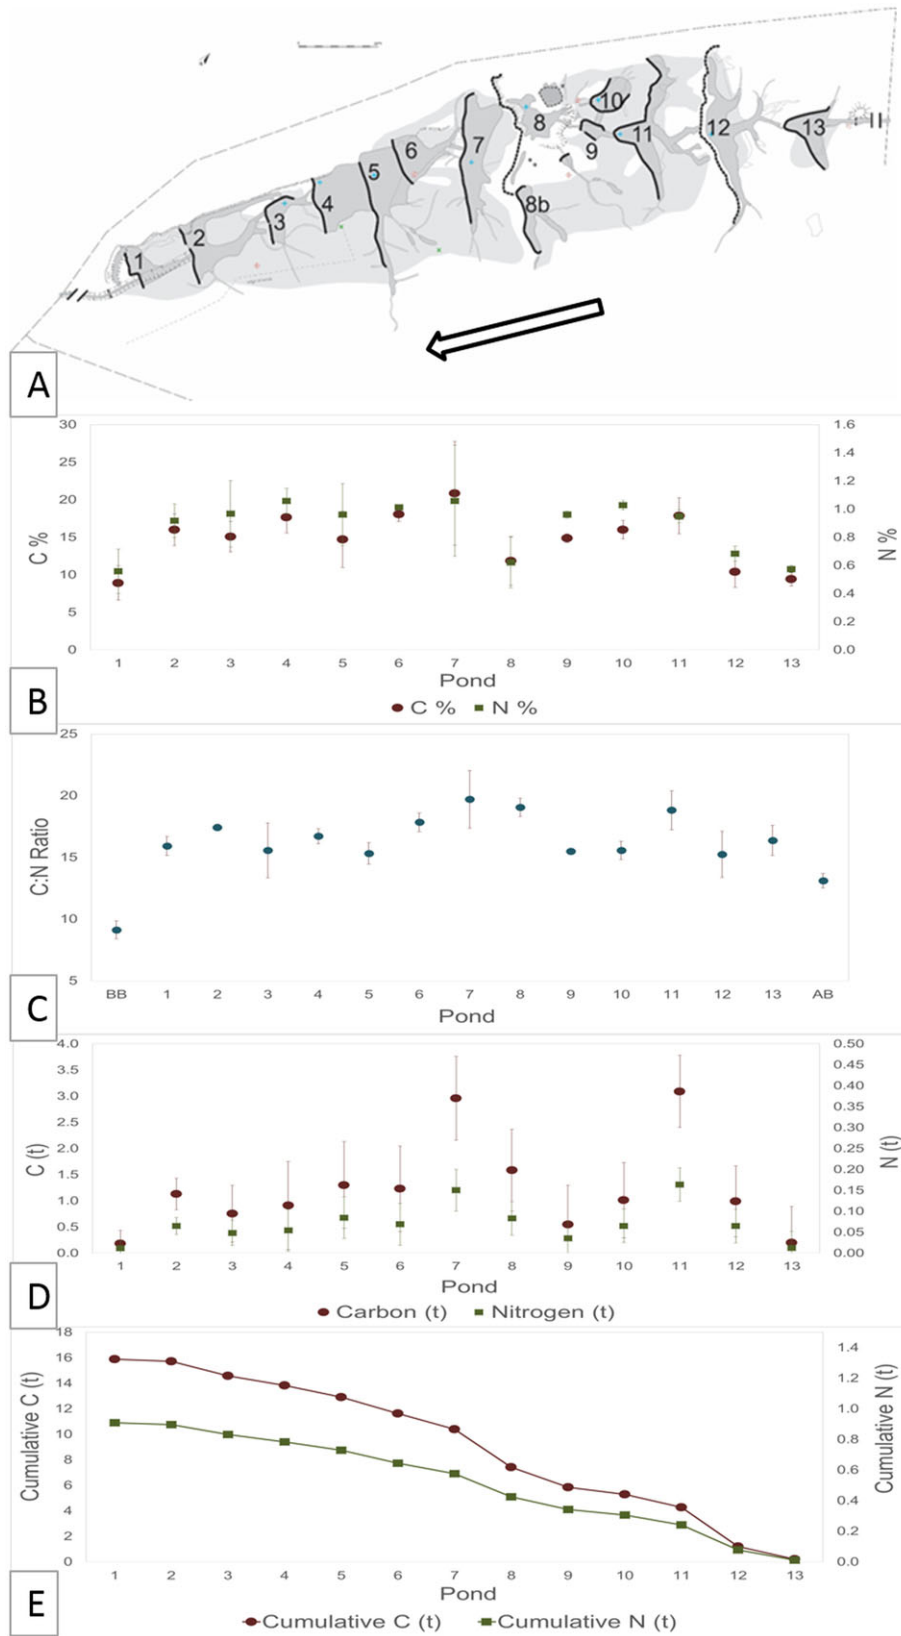 1 2 3 4 5 6 7 8 8b 9 10 11 12 13
A
30 25 20 15 10 5 0
C %
1.6 1.4 1.2 1.0 0.8 0.6 0.4 0.2 0.0
N %
1 2 3 4 5 6 7 8 9 10 11 12 13
Pond
C % N %
B
25 20 15 10 5
C:N Ratio
BB 1 2 3 4 5 6 7 8 9 10 11 12 13 AB
Pond
C
4.0 3.5 3.0 2.5 2.0 1.5 1.0 0.5 0.0
C (t)
0.50 0.45 0.40 0.35 0.30 0.25 0.20 0.15 0.10 0.05 0.00
N (t)
1 2 3 4 5 6 7 8 9 10 11 12 13
Pond
Carbon (t) Nitrogen (t)
D
18 16 14 12 10 8 6 4 2 0
Cumulative C (t)
1.4 1.2 1.0 0.8 0.6 0.4 0.2 0.0
Cumulative N (t)
1 2 3 4 5 6 7 8 9 10 11 12 13
Pond
Cumulative C (t) Cumulative N (t)
E